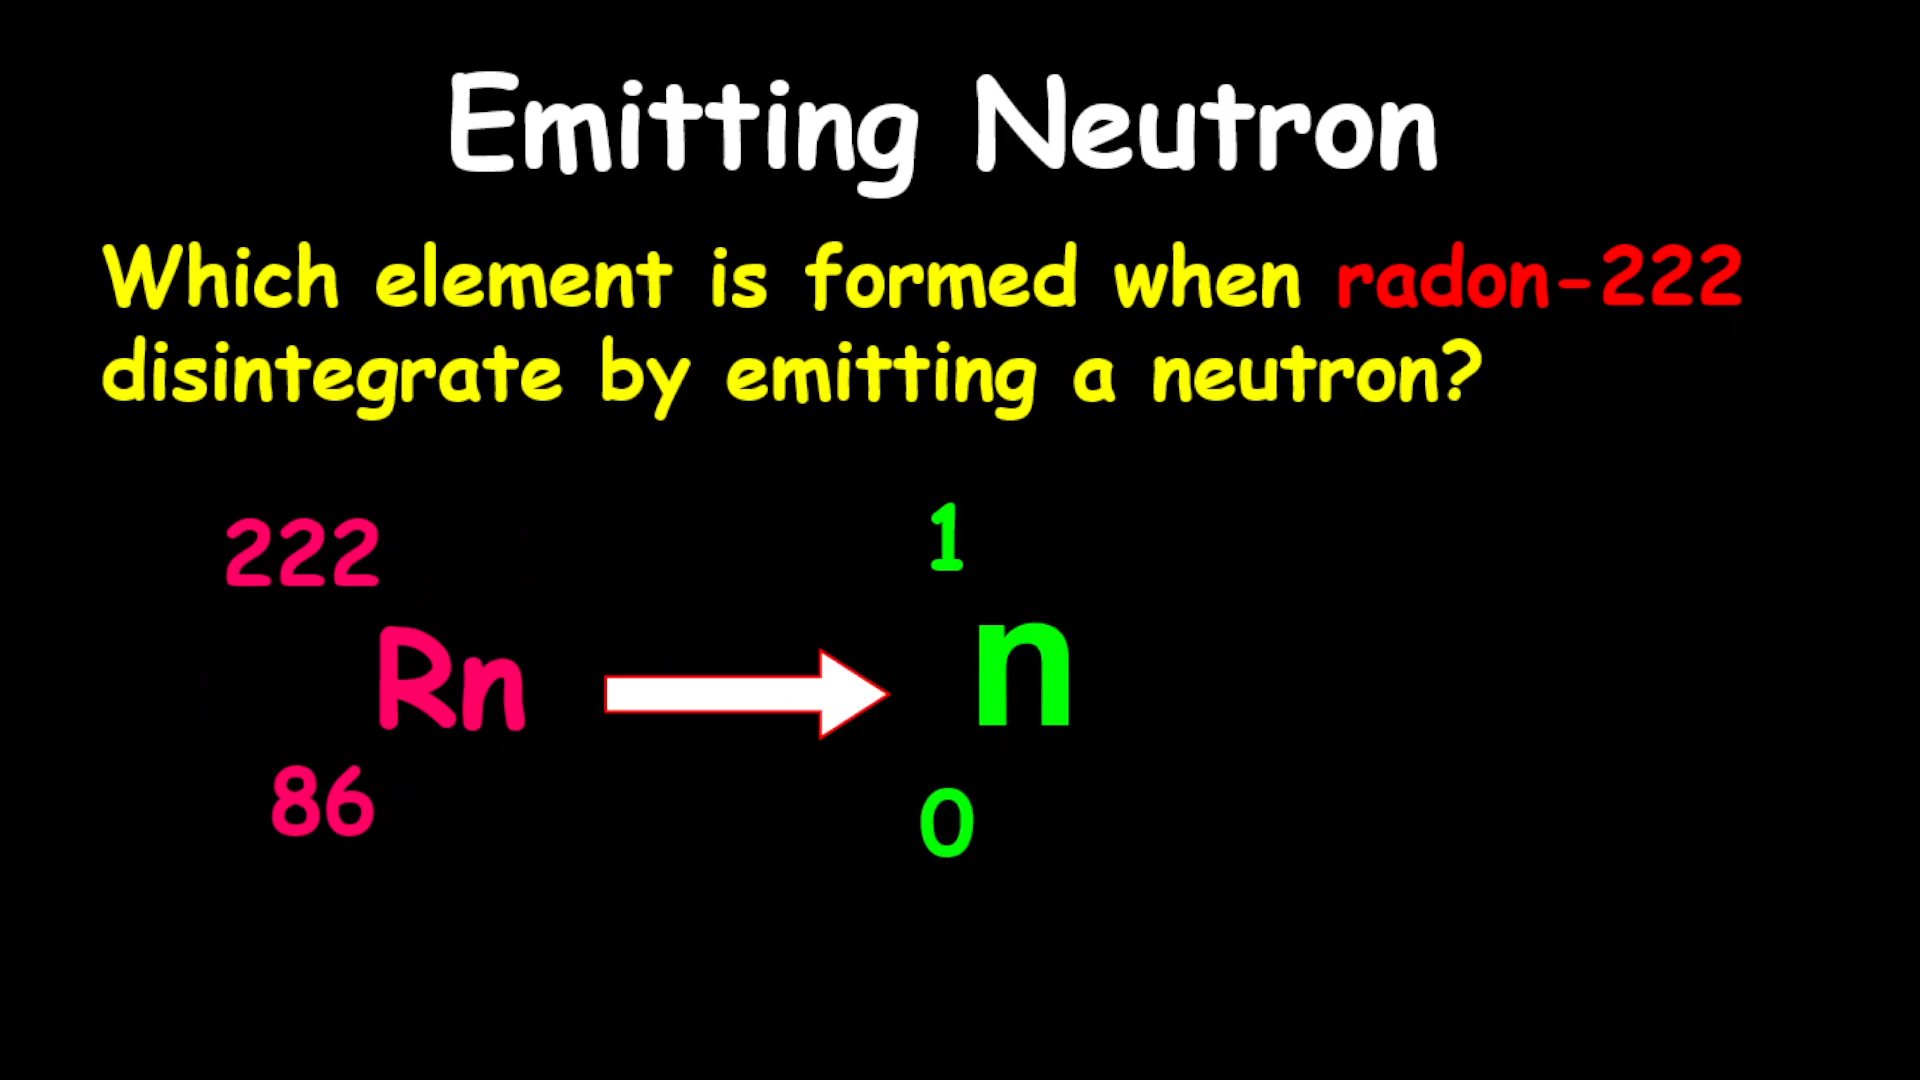 Emitting Neutron
Which element is formed when radon-222
disintegrate by emitting a neutron?
222
Rn
86
1
n
0